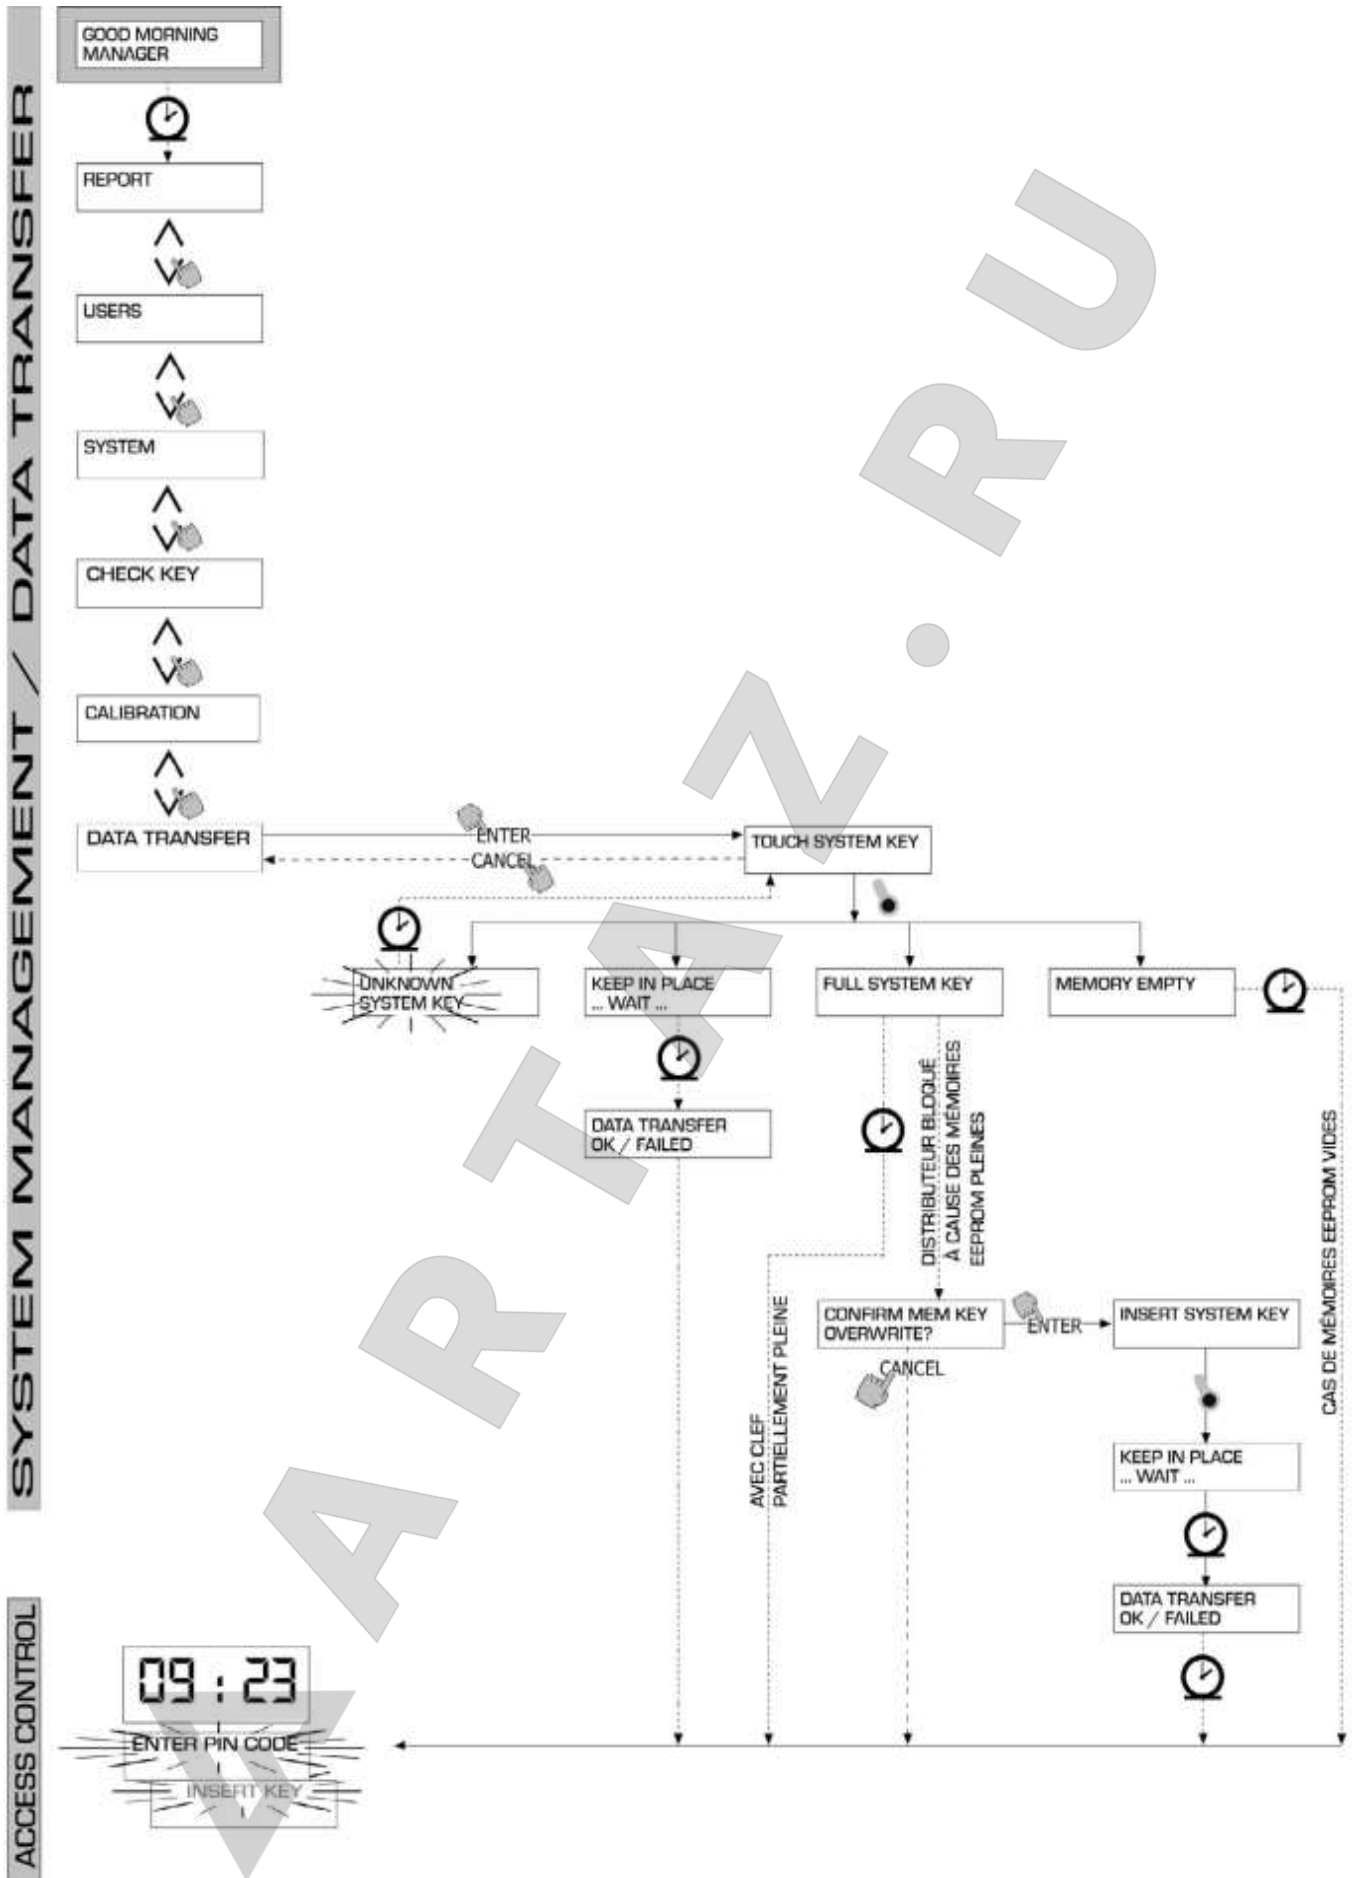 SYSTEM MANAGEMENT / DATA TRANSFER
GOOD MORNING
MANAGER
REPORT
USERS
SYSTEM
CHECK KEY
CALIBRATION
DATA TRANSFER
ENTER
CANCEL
TOUCH SYSTEM KEY
UNKNOWN
SYSTEM KEY
KEEP IN PLACE
... WAIT ...
FULL SYSTEM KEY
MEMORY EMPTY
DATA TRANSFER
OK / FAILED
DISTRIBUTEUR BLOQUÉ
À CAUSE DES MÉMOIRES
EEPROM PLEINES
CAS DE MÉMOIRES EEPROM VIDES
AVEC CLEF
PARTIELLEMENT PLEINE
CONFIRM MEM KEY
OVERWRITE?
ENTER
CANCEL
INSERT SYSTEM KEY
KEEP IN PLACE
... WAIT ...
DATA TRANSFER
OK / FAILED
ACCESS CONTROL
09:23
ENTER PIN CODE
INSERT KEY
ARTAZ.RU